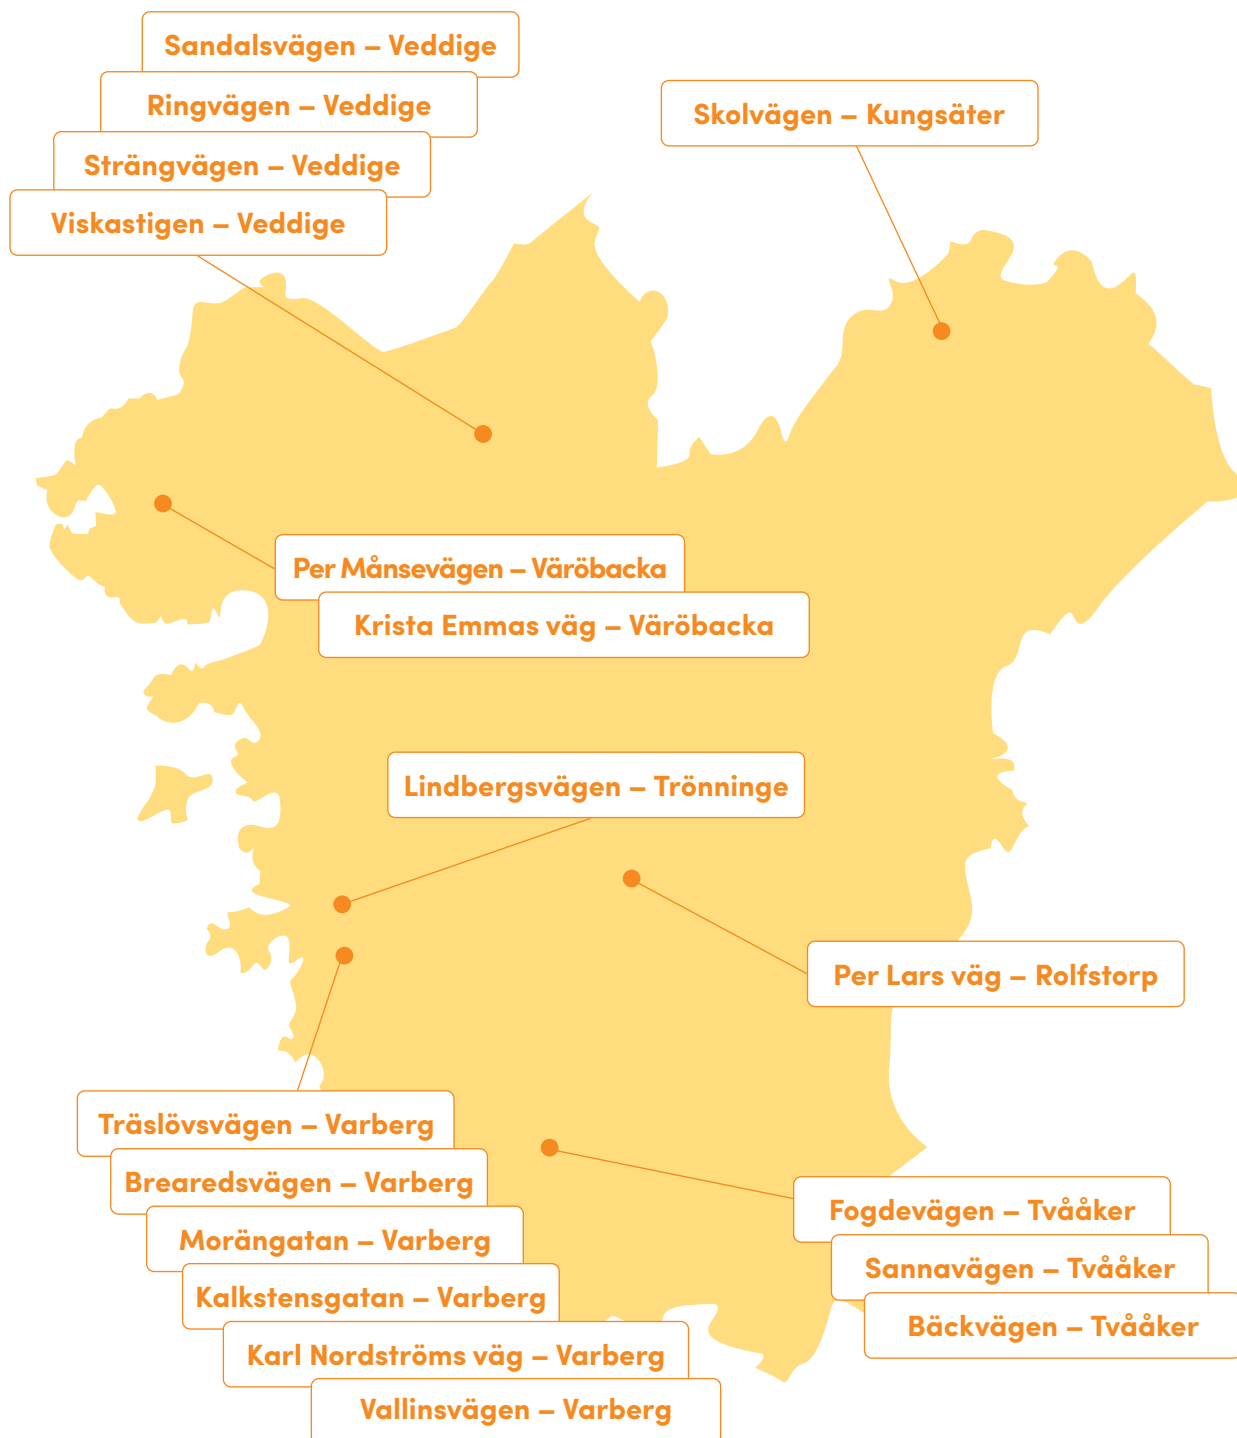 Sandalsvägen – Veddige
Ringvägen – Veddige
Strängvägen – Veddige
Viskastigen – Veddige
Skolvägen – Kungsäter
Per Månsevägen – Väröbacka
Krista Emmas väg – Väröbacka
Lindbergsvägen – Trönninge
Per Lars väg – Rolfstorp
Träslövsvägen – Varberg
Brearedsvägen – Varberg
Morängatan – Varberg
Kalkstensgatan – Varberg
Karl Nordströms väg – Varberg
Vallinsvägen – Varberg
Fogdevägen – Tvååker
Sannavägen – Tvååker
Bäckvägen – Tvååker